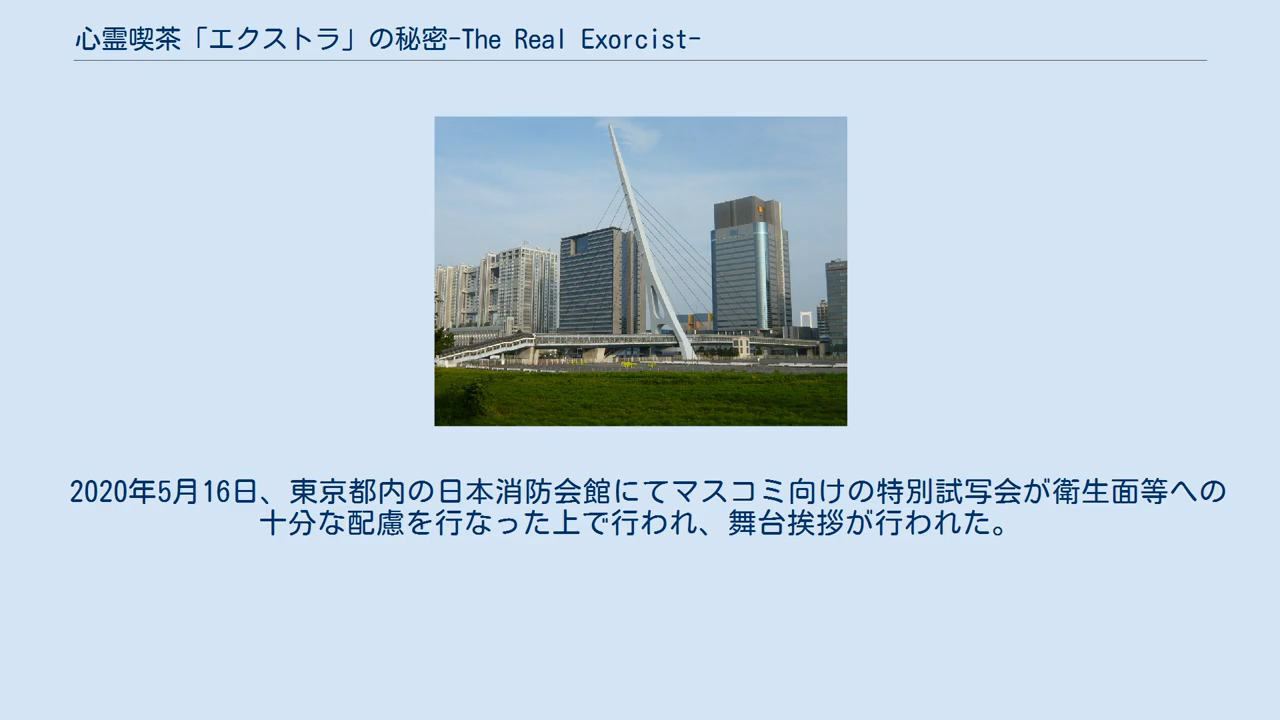 心霊喫茶「エクストラ」の秘密-The Real Exorcist-
2020年5月16日、東京都内の日本消防会館にてマスコミ向けの特別試写会が衛生面等への
十分な配慮を行なった上で行われ、舞台挨拶が行われた。